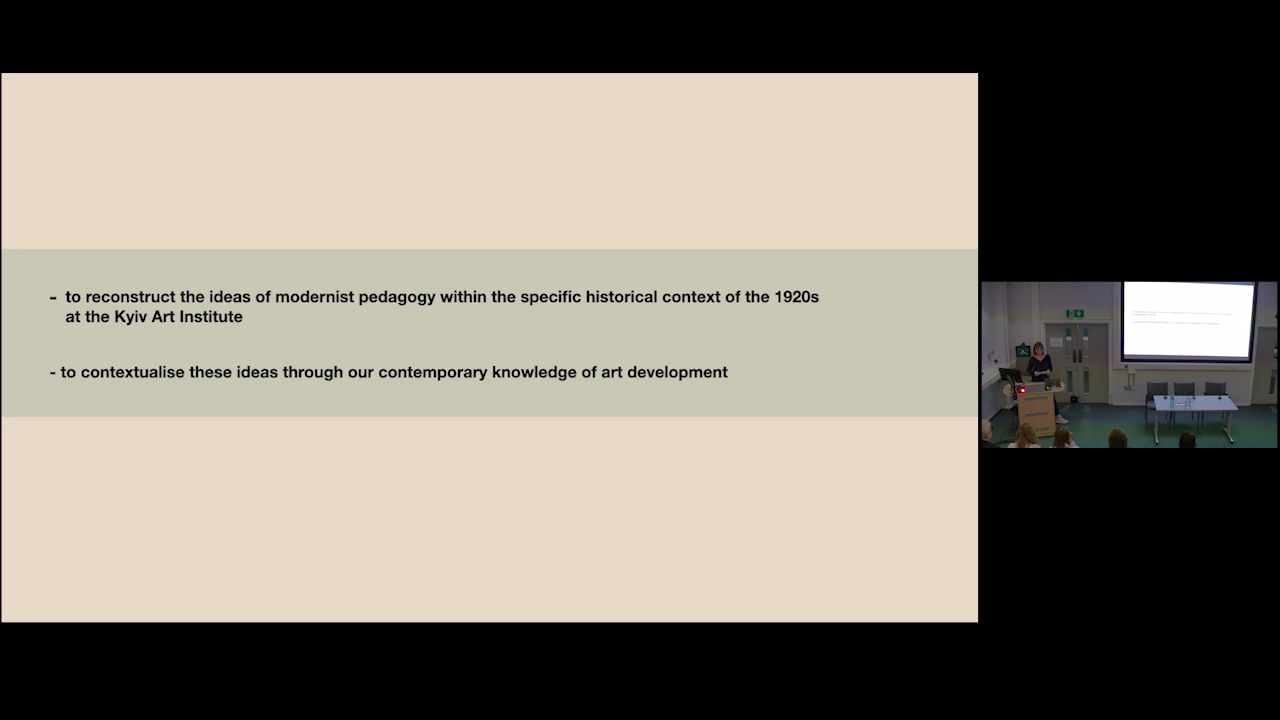 - to reconstruct the ideas of modernist pedagogy within the specific historical context of the 1920s
at the Kyiv Art Institute
- to contextualise these ideas through our contemporary knowledge of art development